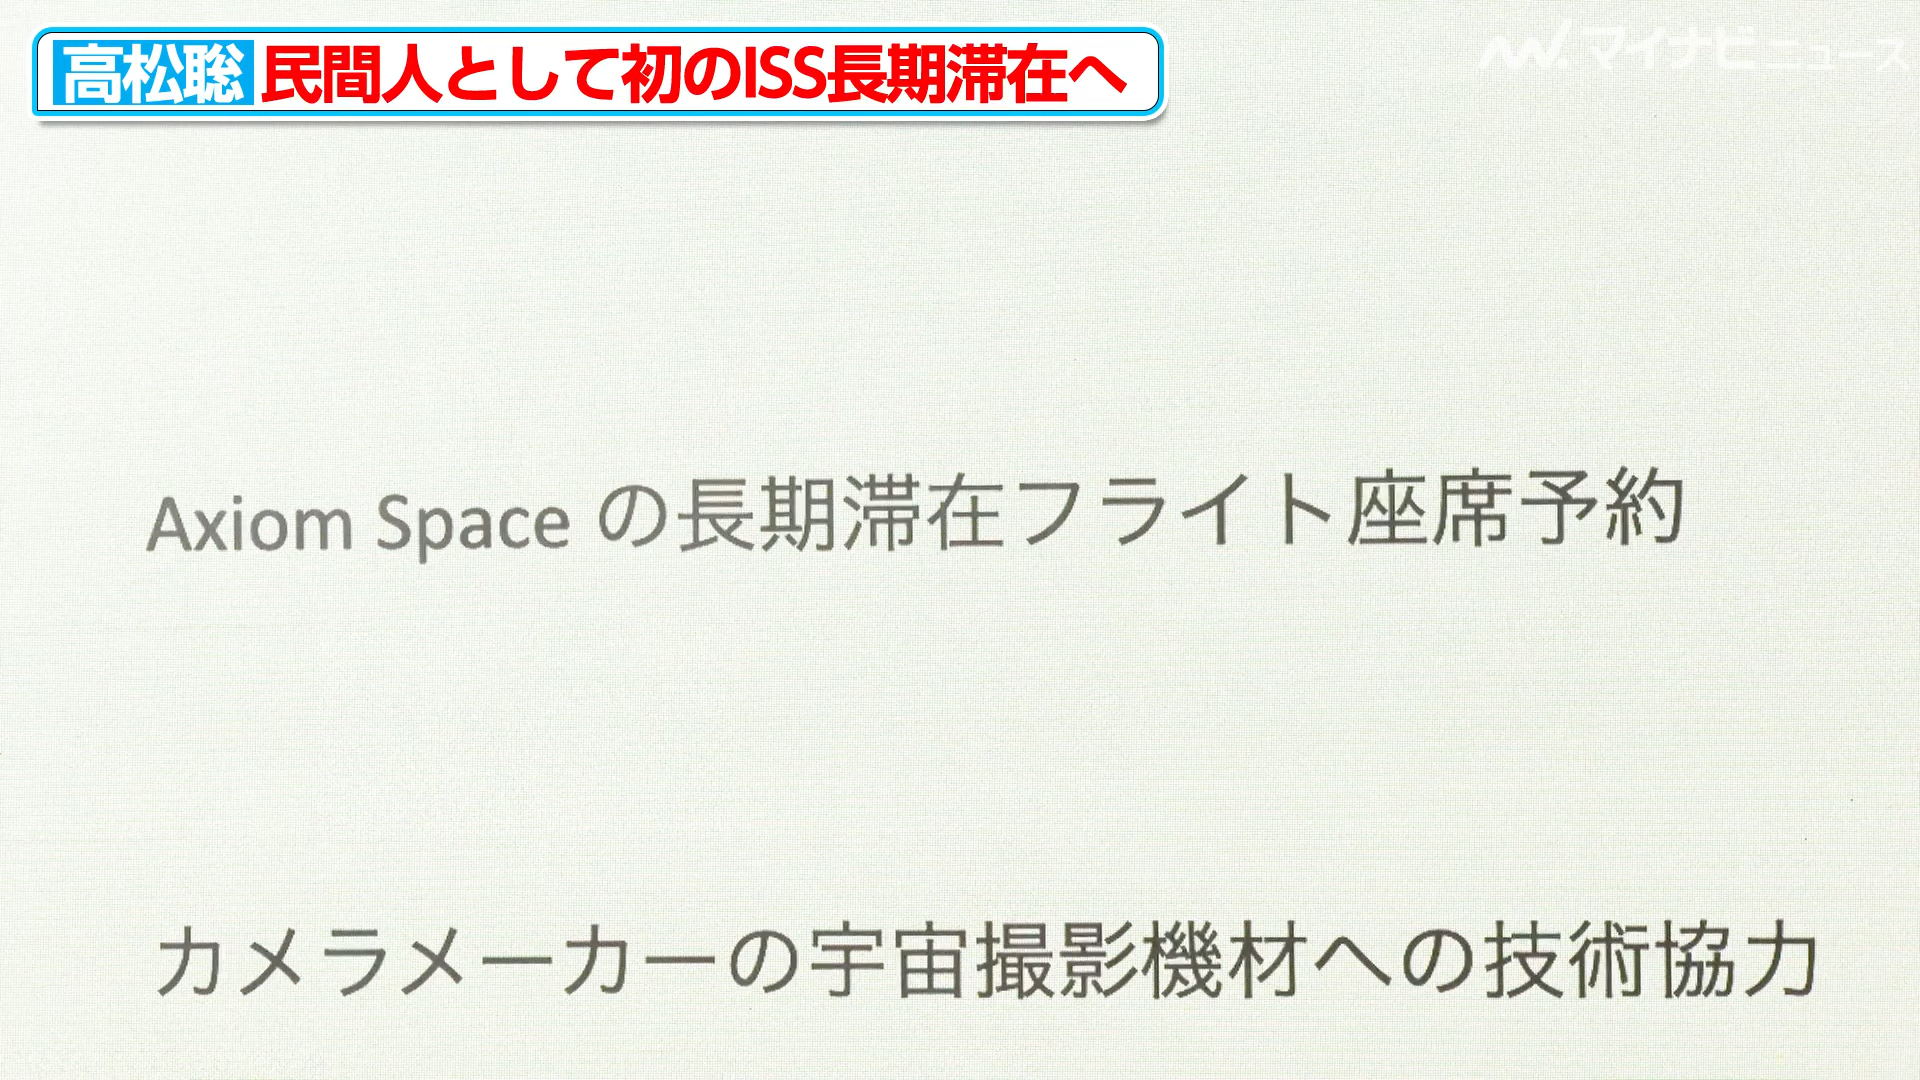 高松聡 民間人として初のISS長期滞在へ
マイナビニュース
Axiom Space の長期滞在フライト座席予約
カメラメーカーの宇宙撮影機材への技術協力